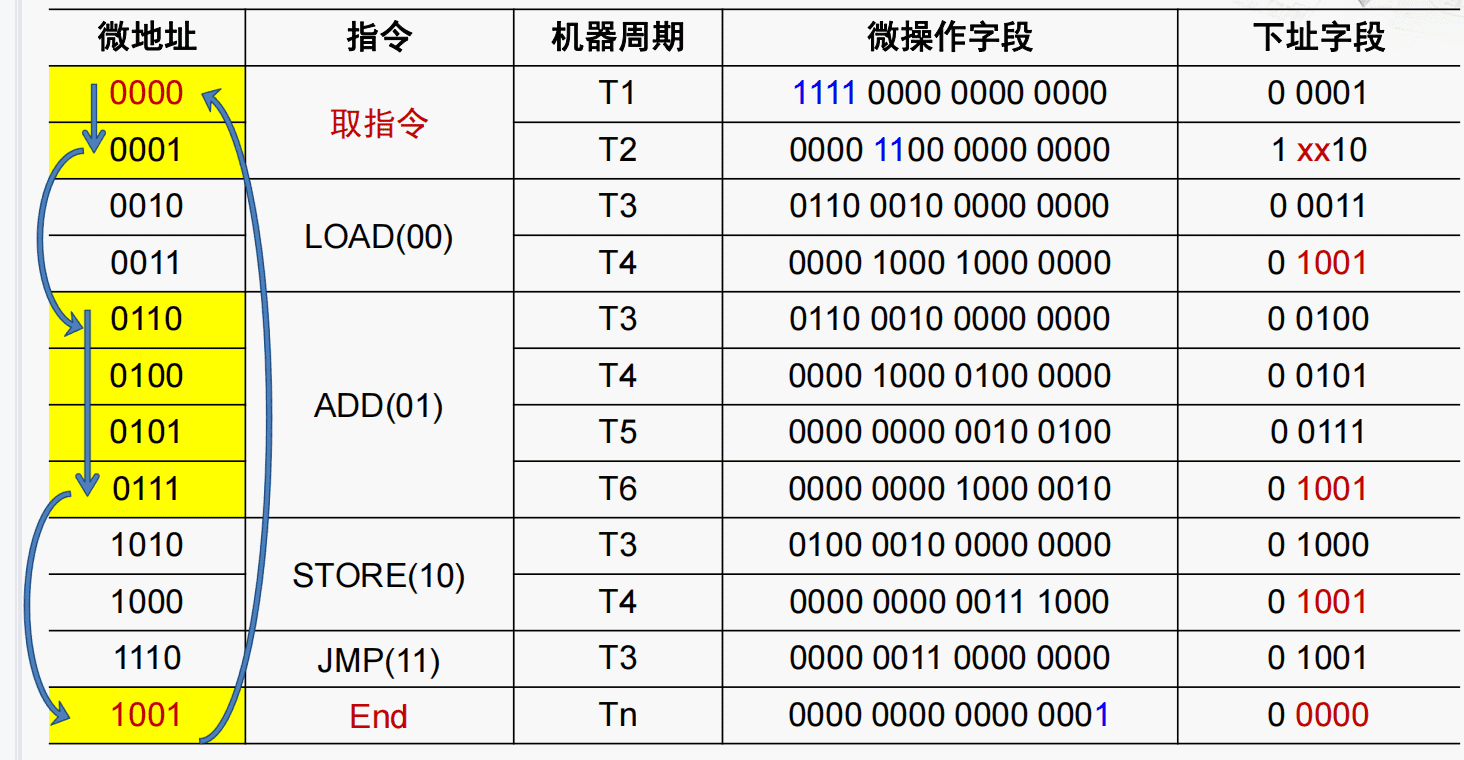 微地址 指令 机器周期 微操作字段 下址字段
0000 取指令 T1 1111 0000 0000 0000 0 0001
0001 T2 0000 1100 0000 0000 1 xx10
0010 LOAD(00) T3 0110 0010 0000 0000 0 0011
0011 T4 0000 1000 1000 0000 0 1001
0110 ADD(01) T3 0110 0010 0000 0000 0 0100
0100 T4 0000 1000 0100 0000 0 0101
0101 T5 0000 0000 0010 0100 0 0111
0111 T6 0000 0000 1000 0010 0 1001
1010 STORE(10) T3 0100 0010 0000 0000 0 1000
1000 T4 0000 0000 0011 1000 0 1001
1110 JMP(11) T3 0000 0011 0000 0000 0 1001
1001 End Tn 0000 0000 0000 0001 0 0000